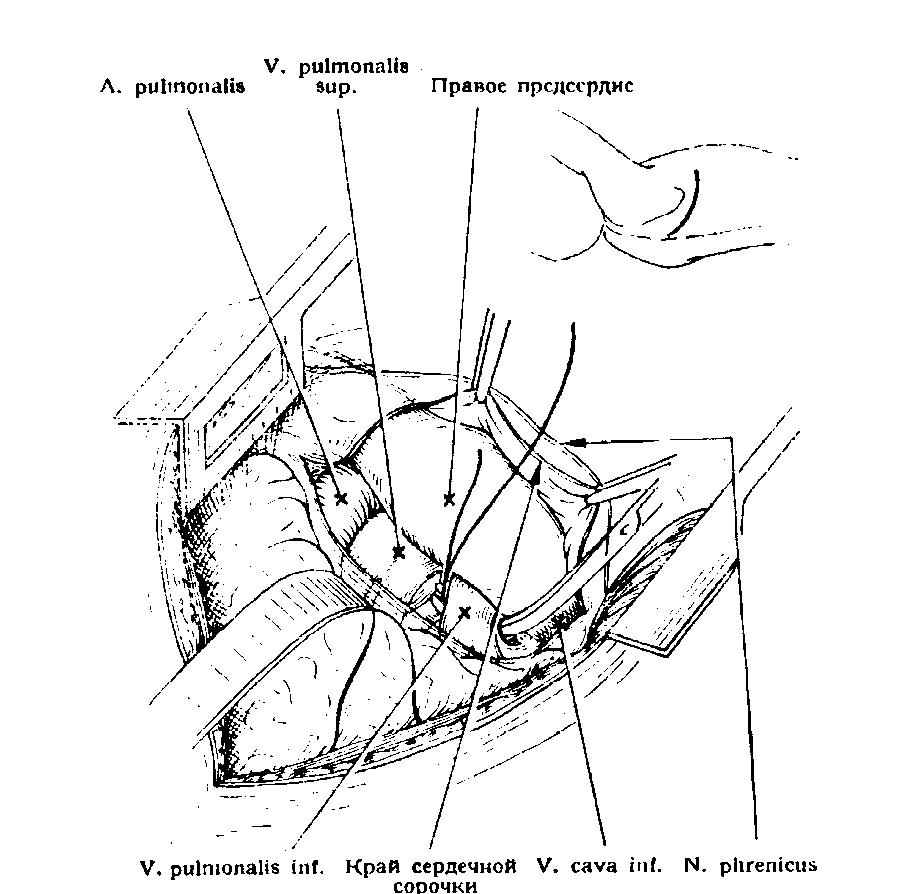 V. pulmonalis
A. pulmonalis sup. Правое предсердие
V. pulmonalis inf. Край сердечной V. cava inf. N. phrenicus
сорочки